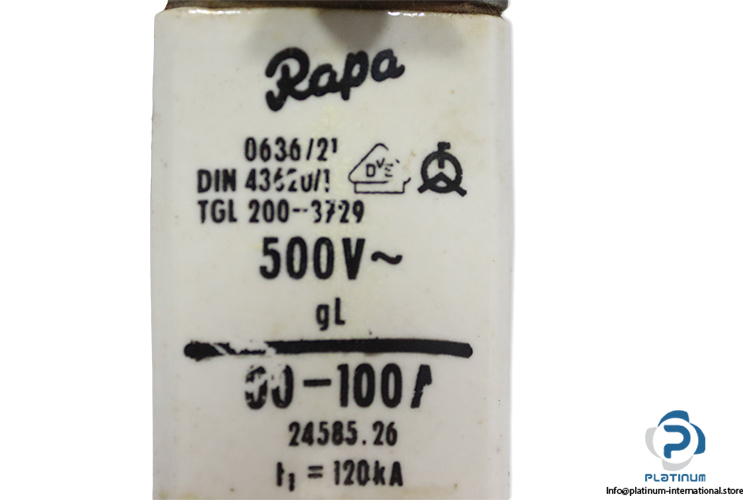 Rapa
0636/21
DIN 43620/1
DVE
TGL 200-3729
500V~
gL
00-100A
24585.26
I₁ = 120kA
PLATINUM
Info@platinum-international.store